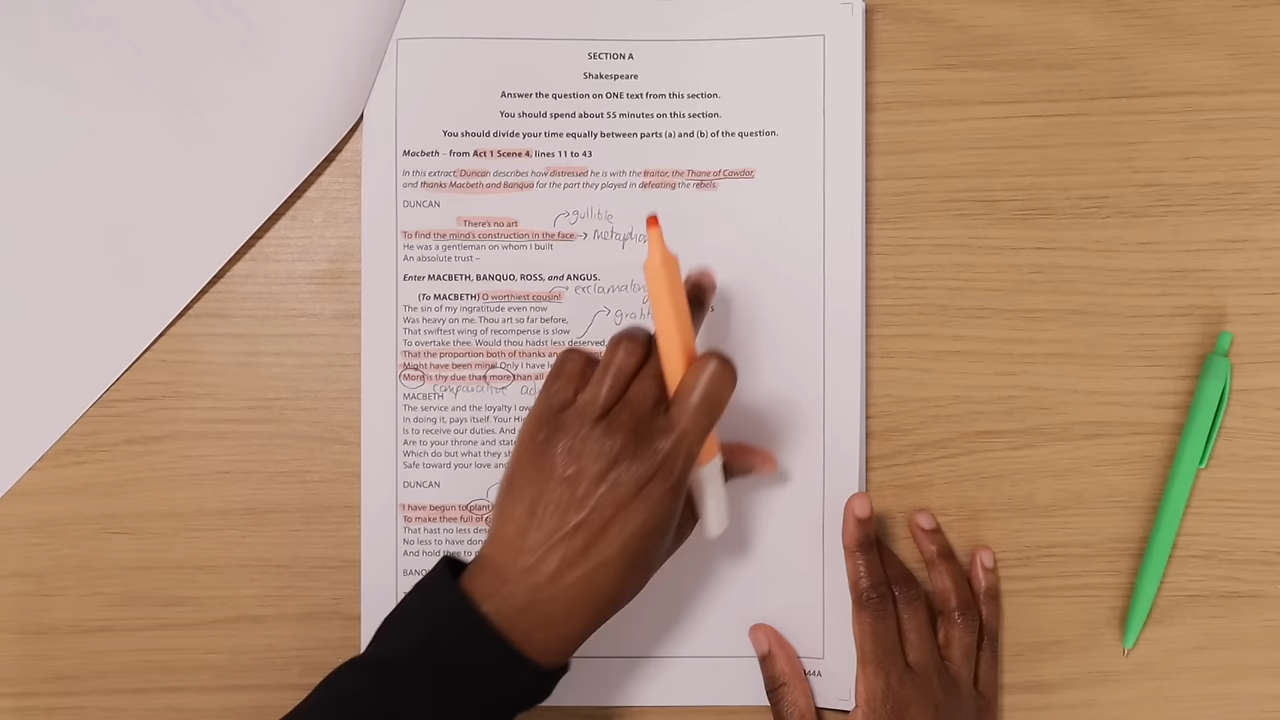 SECTION A
Shakespeare
Answer the question on ONE text from this section.
You should spend about 55 minutes on this section.
You should divide your time equally between parts (a) and (b) of the question.
Macbeth – from Act 1 Scene 4, lines 11 to 43
In this extract, Duncan describes how distressed he is with the traitor, the Thane of Cawdor,
and thanks Macbeth and Banquo for the part they played in defeating the rebels.
DUNCAN
gullible
There's no art
To find the mind's construction in the face.
He was a gentleman on whom I built
An absolute trust –
Enter MACBETH, BANQUO, ROSS, and ANGUS.
exclamatory
(To MACBETH) O worthiest cousin!
The sin of my ingratitude even now
Was heavy on me. Thou art so far before,
That swiftest wing of recompense is slow
To overtake thee. Would thou hadst less deserved,
That the proportion both of thanks and
Might have been mine! Only I have
More is thy due than more than all
comparative
MACBETH
The service and the loyalty I
In doing it, pays itself. Your
Is to receive our duties. And
Are to your throne and
Which do but what they
Safe toward your love
DUNCAN
I have begun to plant
To make thee full of
That hast no less
No less to have
And hold thee to
44A